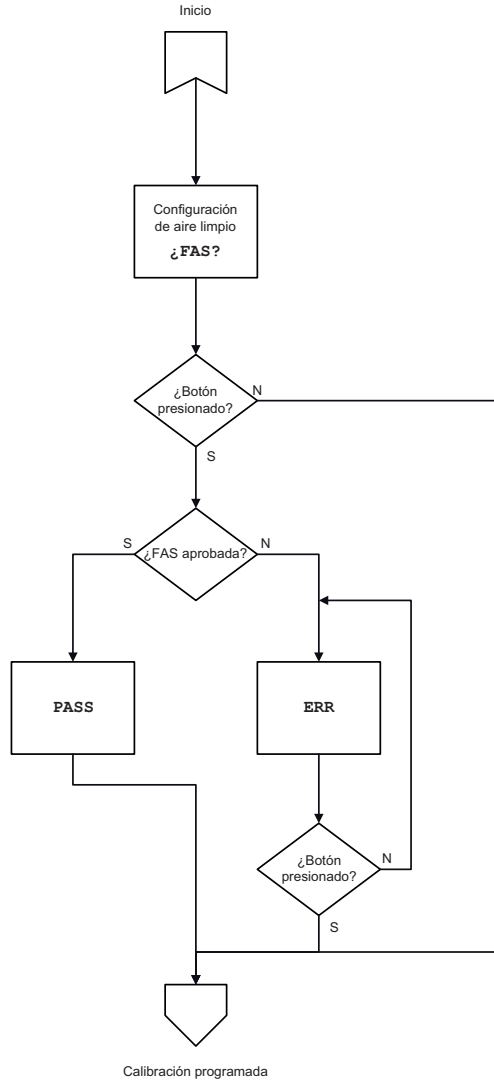 Inicio
Configuración
de aire limpio
¿FAS?
¿Botón
presionado?
N
S
¿FAS aprobada?
S
N
PASS
ERR
¿Botón
presionado?
N
S
Calibración programada